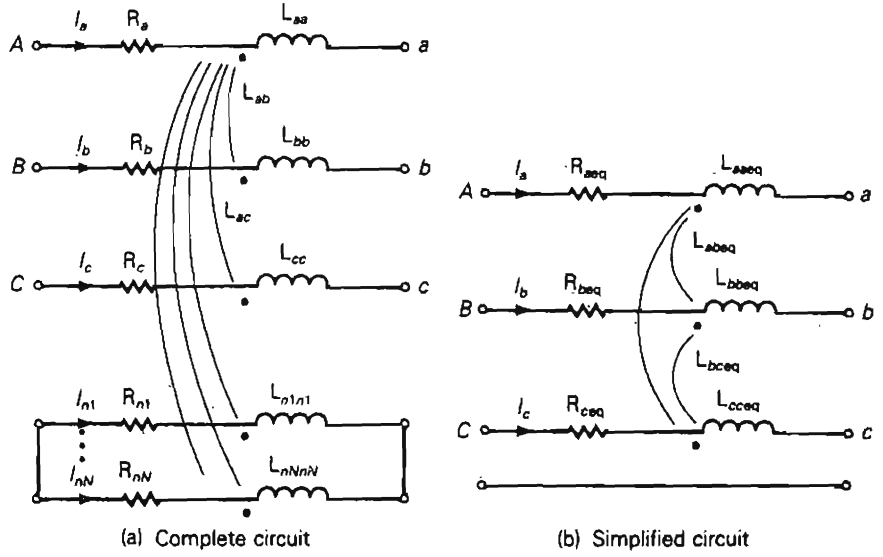 A I_a R_a L_aa a
L_ab
B I_b R_b L_bb b
L_ac
C I_c R_c L_cc c
I_n1 R_n1 L_n1n1
I_nN R_nN L_nNnN
(a) Complete circuit
A I_a R_aeq L_aaeq a
L_abeq
B I_b R_beq L_bbeq b
L_bceq
C I_c R_ceq L_cceq c
(b) Simplified circuit